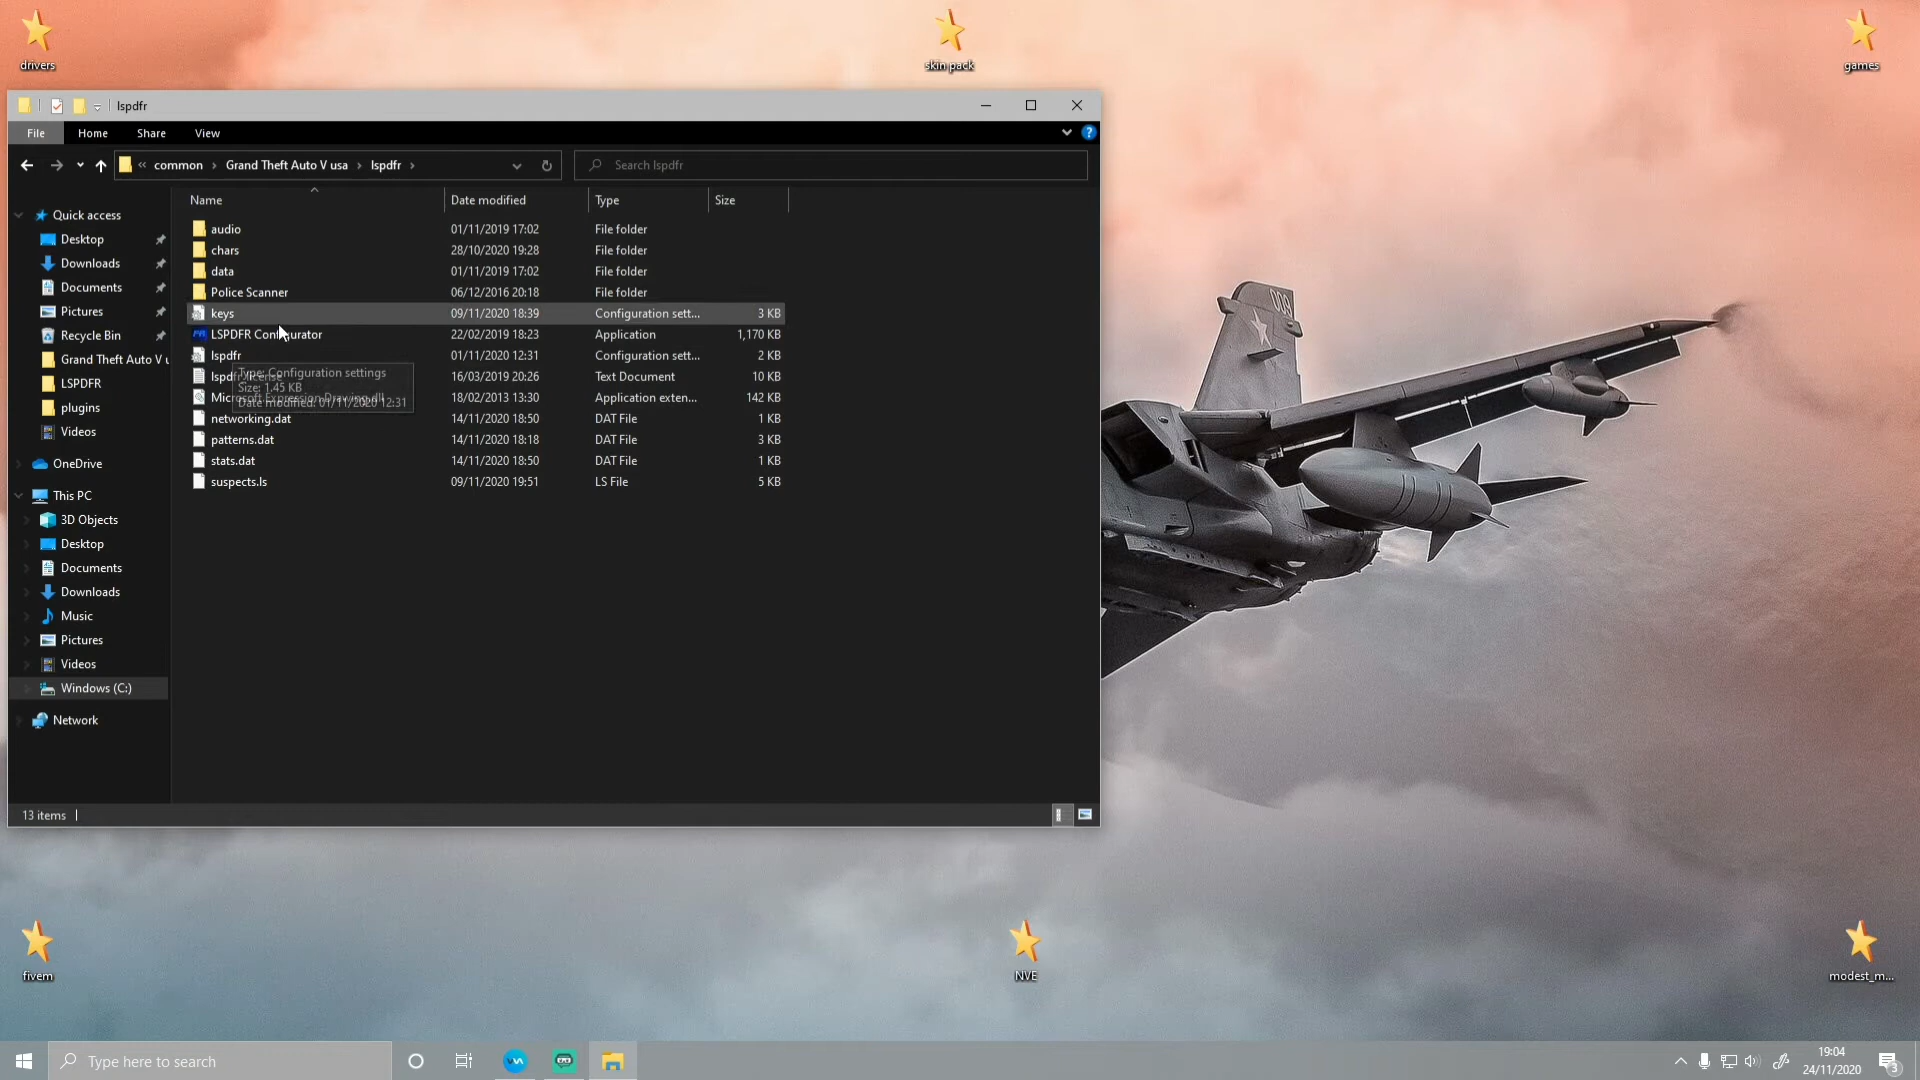 drivers
skin pack
games
lspdfr
File Home Share View
« common › Grand Theft Auto V usa › lspdfr ›
Search lspdfr
Name Date modified Type Size
Quick access
Desktop
Downloads
Documents
Pictures
Recycle Bin
Grand Theft Auto V u
LSPDFR
plugins
Videos
OneDrive
This PC
3D Objects
Desktop
Documents
Downloads
Music
Pictures
Videos
Windows (C:)
Network
audio 01/11/2019 17:02 File folder
chars 28/10/2020 19:28 File folder
data 01/11/2019 17:02 File folder
Police Scanner 06/12/2016 20:18 File folder
keys 09/11/2020 18:39 Configuration sett... 3 KB
LSPDFR Configurator 22/02/2019 18:23 Application 1,170 KB
lspdfr 01/11/2020 12:31 Configuration sett... 2 KB
lspdfr license 16/03/2019 20:26 Text Document 10 KB
Microsoft.Expression.Drawing.dll 18/02/2013 13:30 Application exten... 142 KB
networking.dat 14/11/2020 18:50 DAT File 1 KB
patterns.dat 14/11/2020 18:18 DAT File 3 KB
stats.dat 14/11/2020 18:50 DAT File 1 KB
suspects.ls 09/11/2020 19:51 LS File 5 KB
Type: Configuration settings
Size: 1.45 KB
Date modified: 01/11/2020 12:31
13 items
009
fivem
NVE
modest_m...
Type here to search
19:04
24/11/2020
3